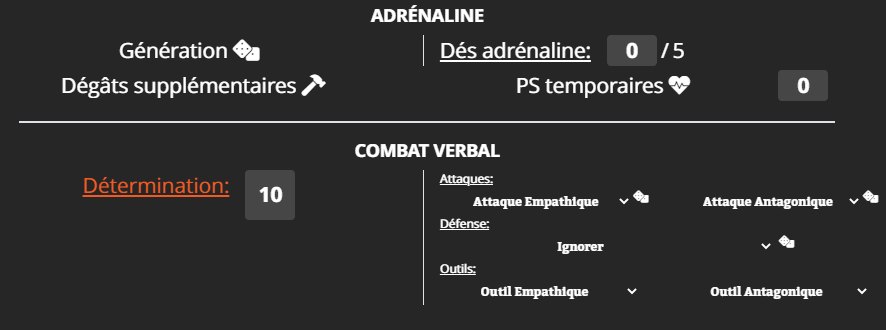 ADRÉNALINE
Génération
Dés adrénaline: 0 / 5
Dégâts supplémentaires
PS temporaires 0
COMBAT VERBAL
Détermination: 10
Attaques:
Attaque Empathique Attaque Antagonique
Défense:
Ignorer
Outils:
Outil Empathique Outil Antagonique